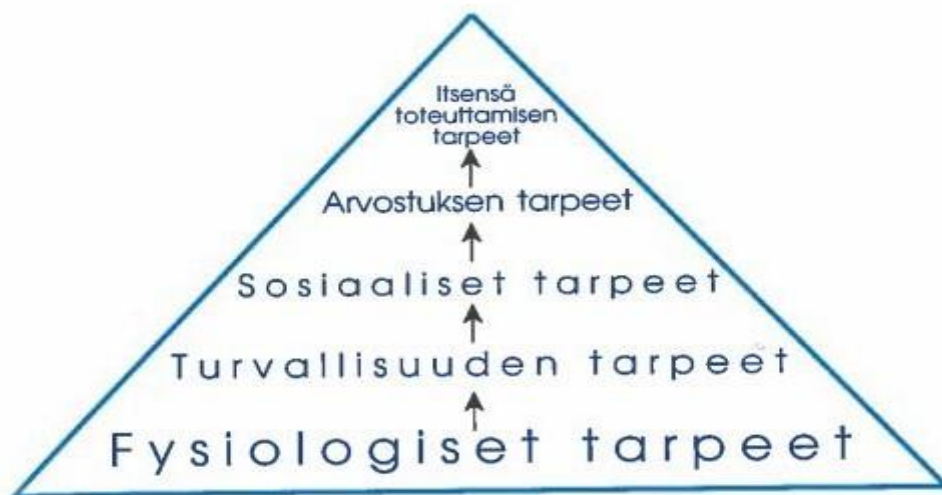 Itsensä
toteuttamisen
tarpeet
Arvostuksen tarpeet
Sosiaaliset tarpeet
Turvallisuuden tarpeet
Fysiologiset tarpeet